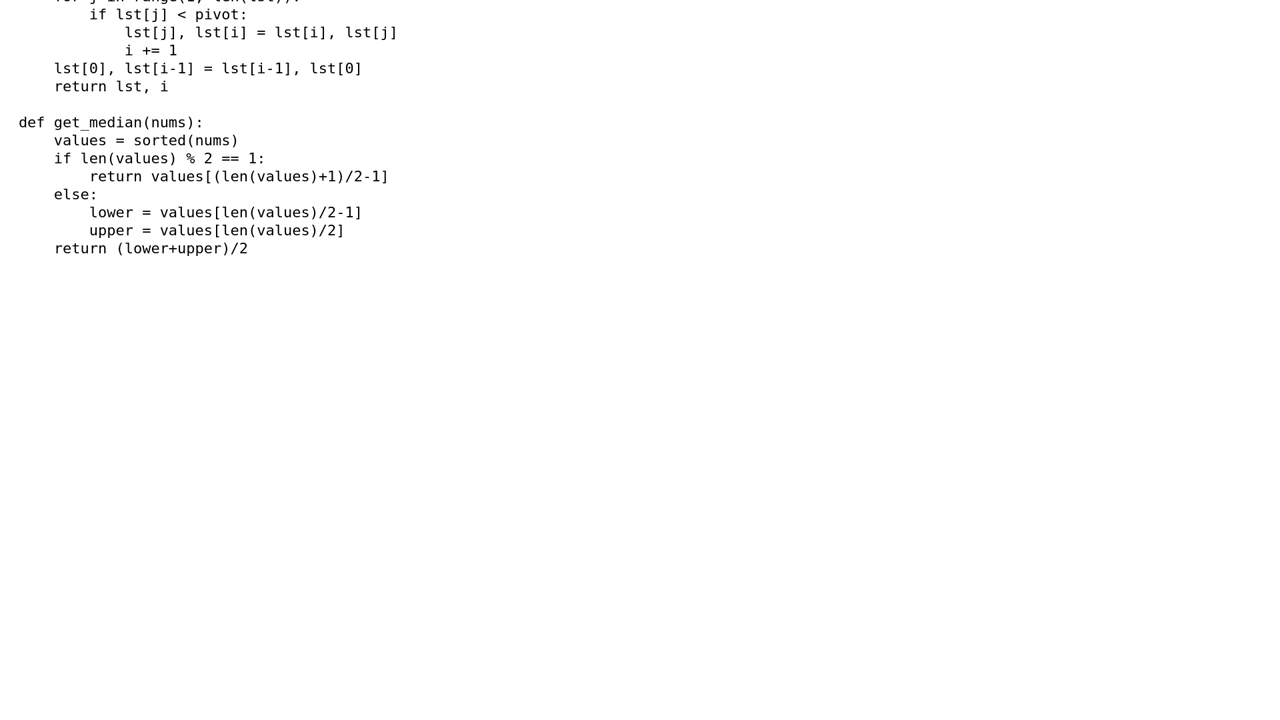 if lst[j] < pivot:
lst[j], lst[i] = lst[i], lst[j]
i += 1
lst[0], lst[i-1] = lst[i-1], lst[0]
return lst, i
def get_median(nums):
values = sorted(nums)
if len(values) % 2 == 1:
return values[(len(values)+1)/2-1]
else:
lower = values[len(values)/2-1]
upper = values[len(values)/2]
return (lower+upper)/2